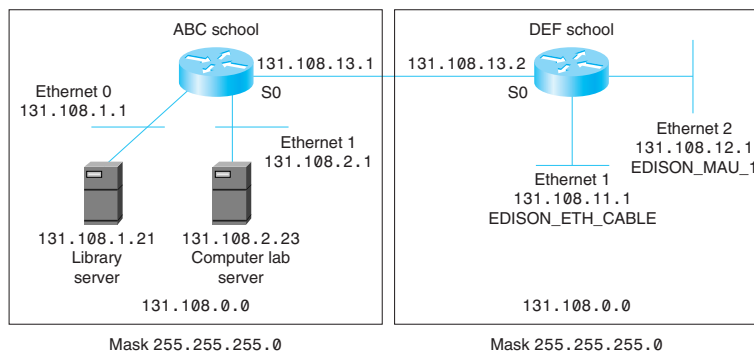 ABC school
131.108.13.1
S0
Ethernet 0
131.108.1.1
Ethernet 1
131.108.2.1
131.108.1.21
Library
server
131.108.2.23
Computer lab
server
131.108.0.0
Mask 255.255.255.0
DEF school
131.108.13.2
S0
Ethernet 2
131.108.12.1
EDISON_MAU_1
Ethernet 1
131.108.11.1
EDISON_ETH_CABLE
131.108.0.0
Mask 255.255.255.0